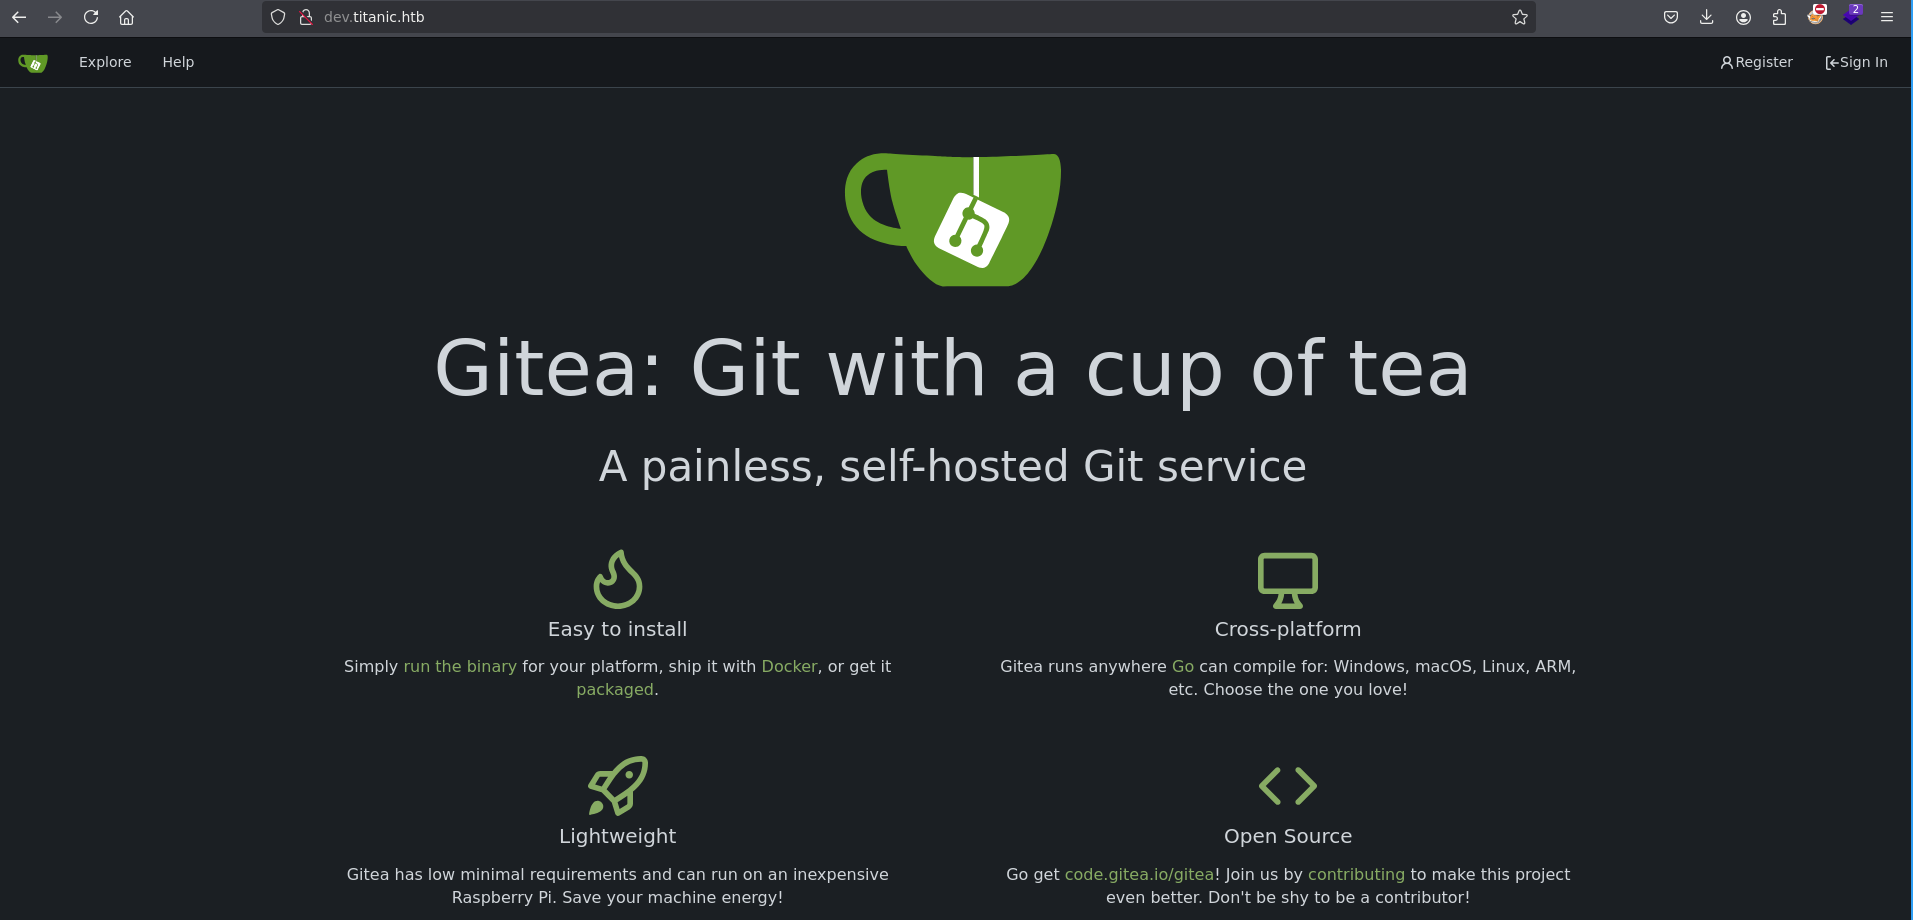 dev.titanic.htb
2
Explore Help Register Sign In
Gitea: Git with a cup of tea
A painless, self-hosted Git service
Easy to install
Simply run the binary for your platform, ship it with Docker, or get it
packaged.
Cross-platform
Gitea runs anywhere Go can compile for: Windows, macOS, Linux, ARM,
etc. Choose the one you love!
Lightweight
Gitea has low minimal requirements and can run on an inexpensive
Raspberry Pi. Save your machine energy!
Open Source
Go get code.gitea.io/gitea! Join us by contributing to make this project
even better. Don't be shy to be a contributor!